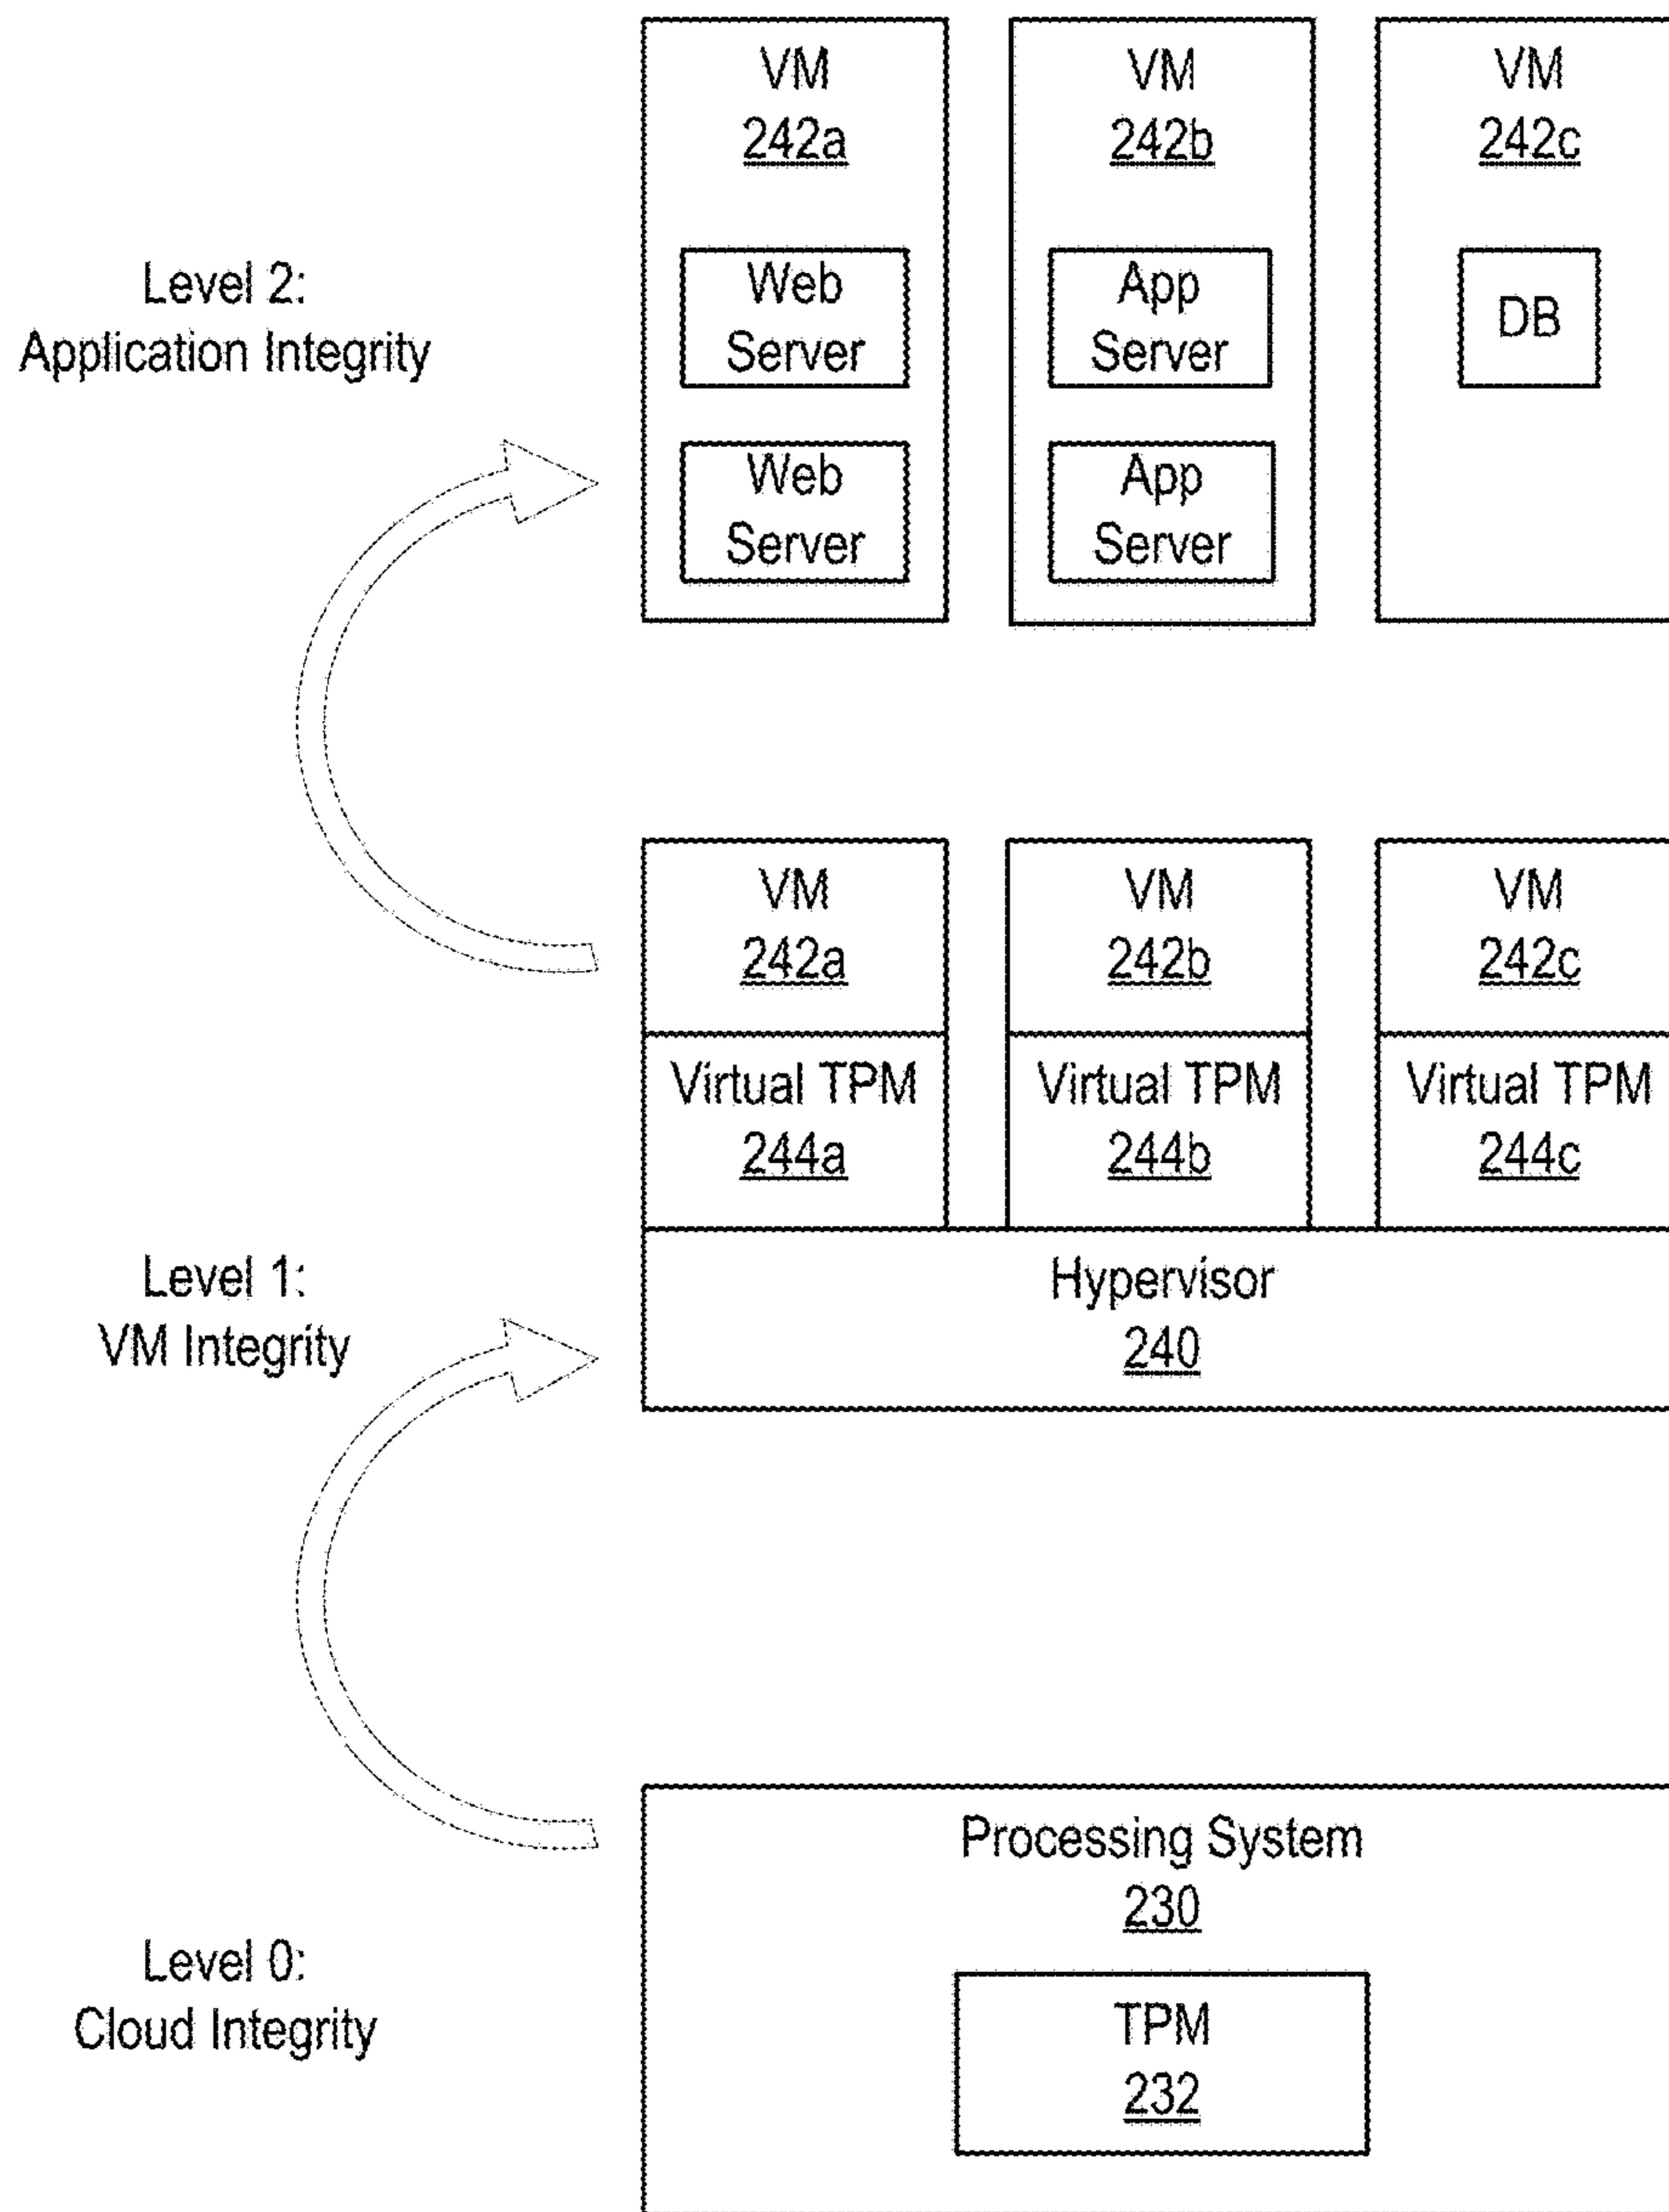 VM
242a
VM
242b
VM
242c
Level 2:
Application Integrity
Web
Server
App
Server
DB
Web
Server
App
Server
VM
242a
VM
242b
VM
242c
Virtual TPM
244a
Virtual TPM
244b
Virtual TPM
244c
Level 1:
VM Integrity
Hypervisor
240
Processing System
230
Level 0:
Cloud Integrity
TPM
232